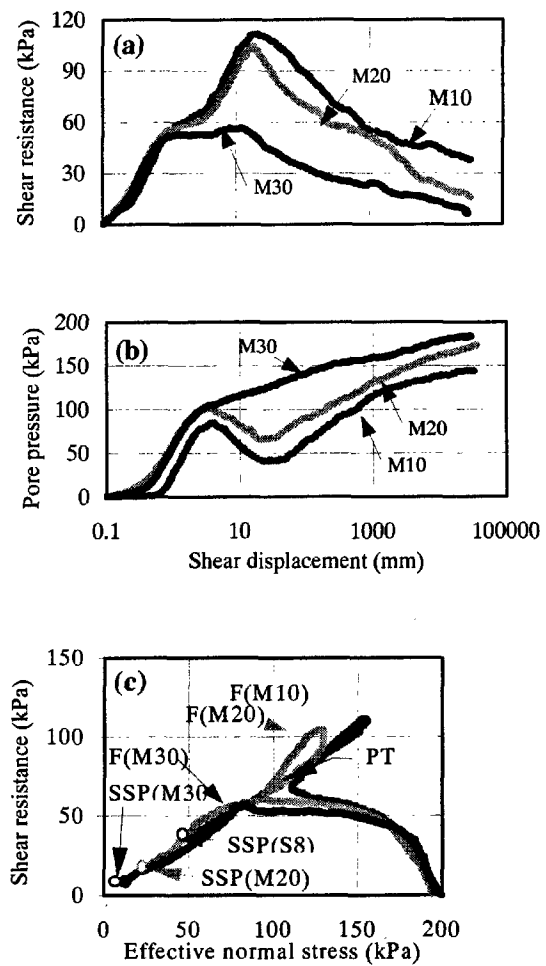 120
(a)
90
M20
M10
60
30
M30
0
Shear resistance (kPa)
200
(b)
M30
150
100
M20
50
M10
0
Pore pressure (kPa)
0.1
10
1000
100000
Shear displacement (mm)
150
(c)
F(M10)
F(M20)
100
F(M30)
PT
SSP(M30
50
SSP(S8)
SSP(M20)
0
Shear resistance (kPa)
0
50
100
150
200
Effective normal stress (kPa)